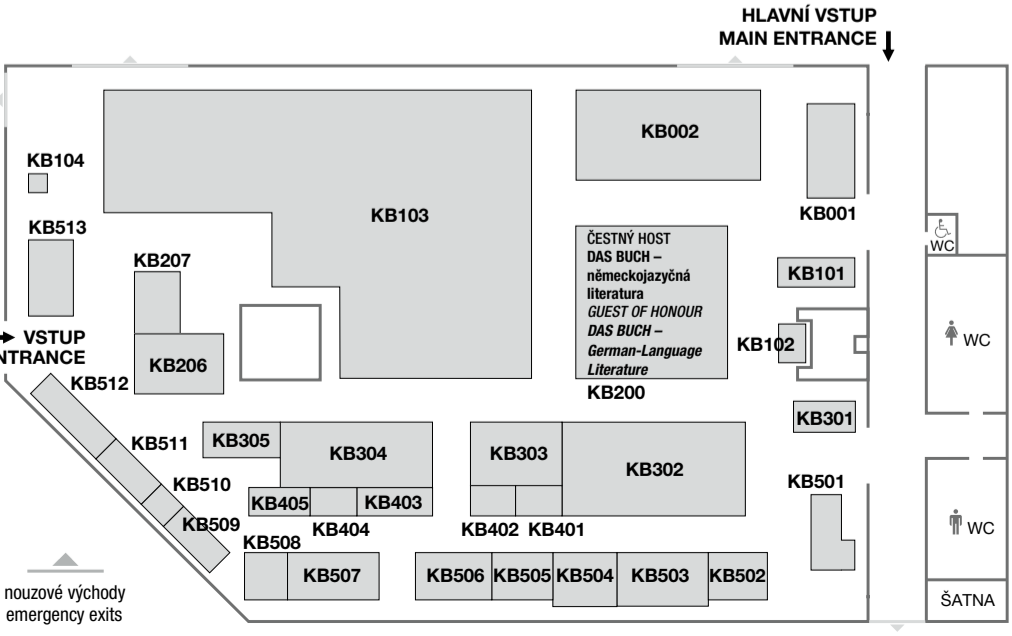 HLAVNÍ VSTUP
MAIN ENTRANCE
KB104
KB002
KB103
KB001
KB513
KB207
ČESTNÝ HOST
DAS BUCH –
německojazyčná
literatura
GUEST OF HONOUR
DAS BUCH –
German-Language
Literature
KB200
KB101
WC
VSTUP
NTRANCE
KB206
KB102
WC
KB512
KB511
KB305
KB304
KB303
KB302
KB301
KB510
KB509
KB405
KB404
KB403
KB402
KB401
KB501
WC
KB508
KB507
KB506
KB505
KB504
KB503
KB502
nouzové východy
emergency exits
ŠATNA